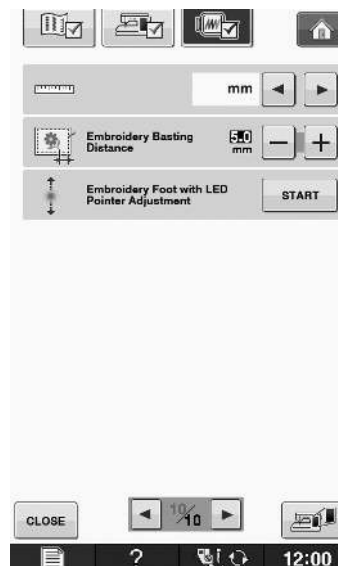 mm
Embroidery Basting
Distance
5.0
mm
Embroidery Foot with LED
Pointer Adjustment
START
CLOSE
10/10
?
12:00